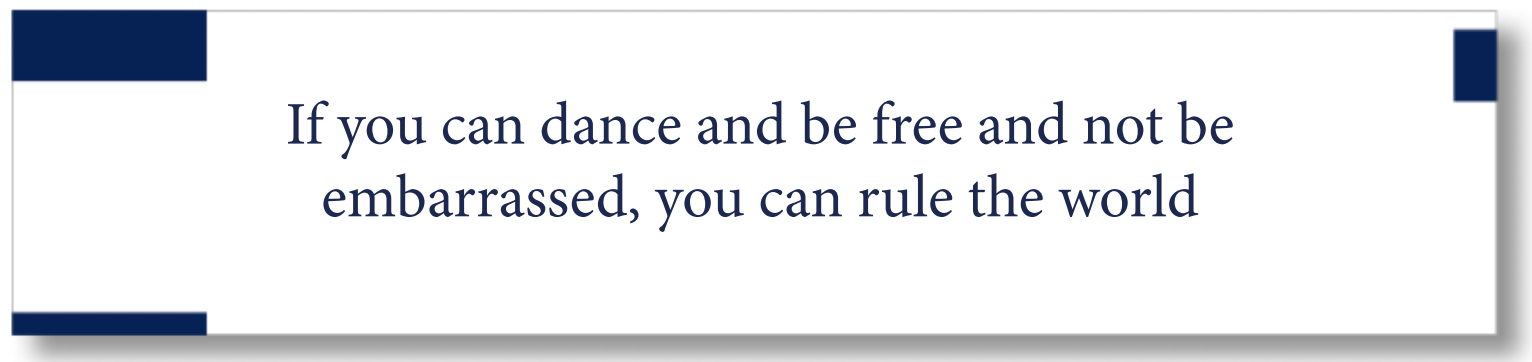 If you can dance and be free and not be
embarrassed, you can rule the world